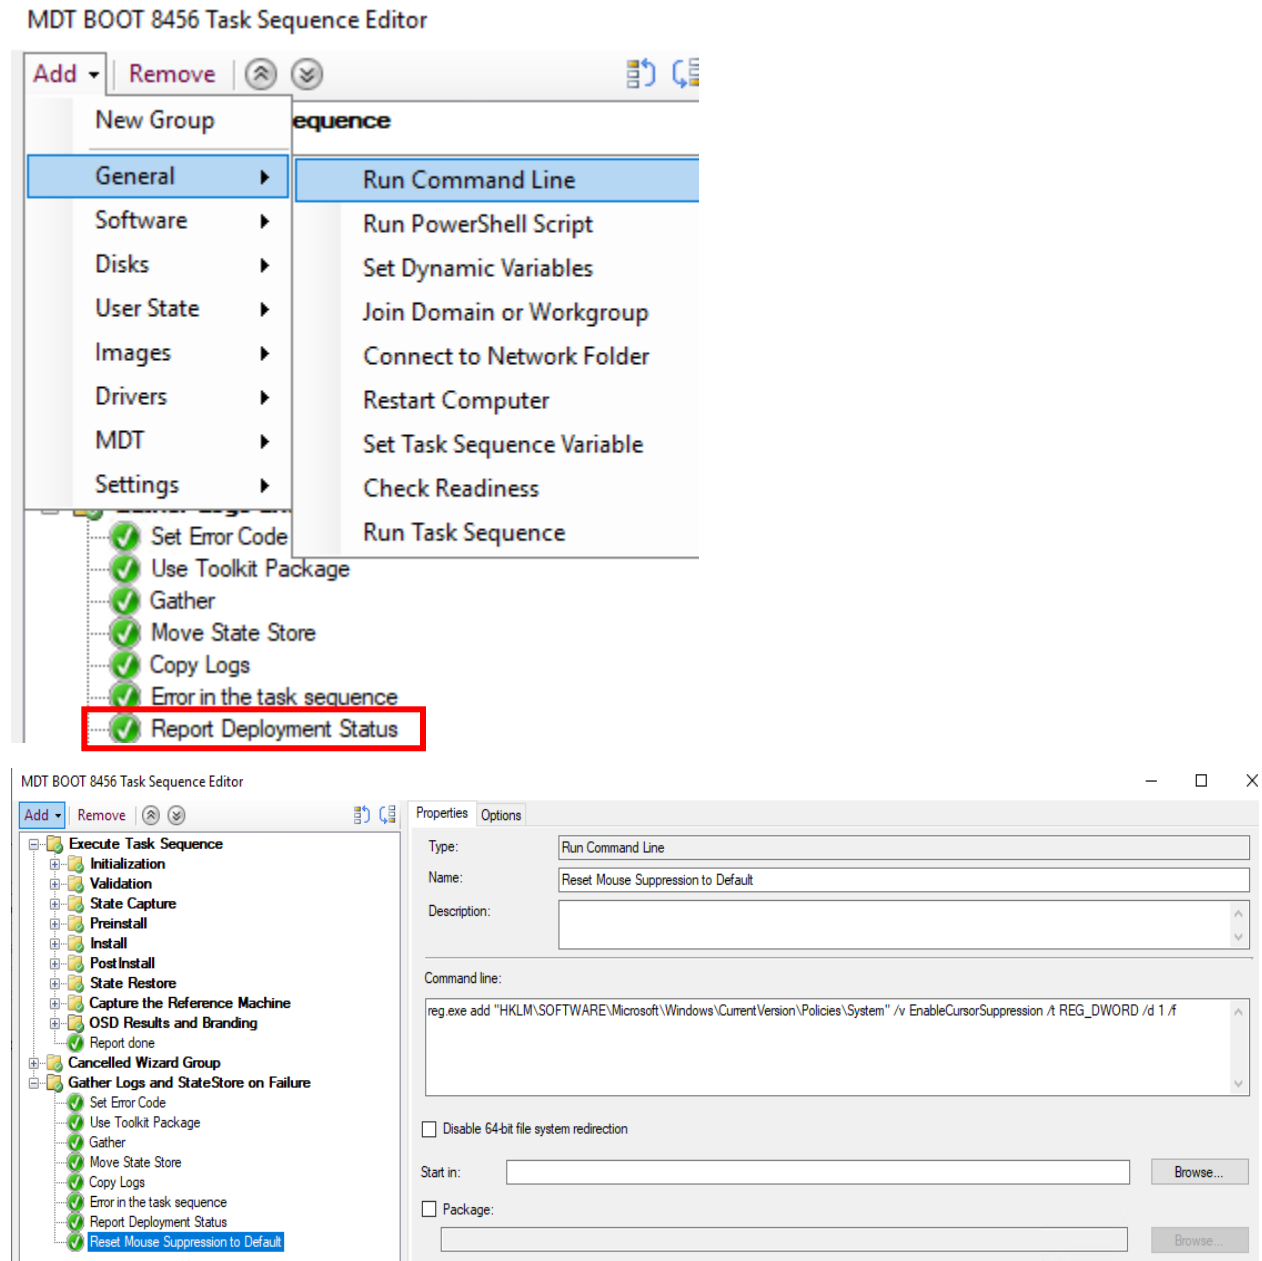 MDT BOOT 8456 Task Sequence Editor
Add Remove
New Group equence
General Run Command Line
Software Run PowerShell Script
Disks Set Dynamic Variables
User State Join Domain or Workgroup
Images Connect to Network Folder
Drivers Restart Computer
MDT Set Task Sequence Variable
Settings Check Readiness
Run Task Sequence
Set Error Code
Use Toolkit Package
Gather
Move State Store
Copy Logs
Error in the task sequence
Report Deployment Status
MDT BOOT 8456 Task Sequence Editor
Add Remove
Execute Task Sequence
Initialization
Validation
State Capture
Preinstall
Install
PostInstall
State Restore
Capture the Reference Machine
OSD Results and Branding
Report done
Cancelled Wizard Group
Gather Logs and StateStore on Failure
Set Error Code
Use Toolkit Package
Gather
Move State Store
Copy Logs
Error in the task sequence
Report Deployment Status
Reset Mouse Suppression to Default
Properties Options
Type: Run Command Line
Name: Reset Mouse Suppression to Default
Description:
Command line:
reg.exe add "HKLM\SOFTWARE\Microsoft\Windows\CurrentVersion\Policies\System" /v EnableCursorSuppression /t REG_DWORD /d 1 /f
Disable 64-bit file system redirection
Start in: Browse...
Package:
Browse...